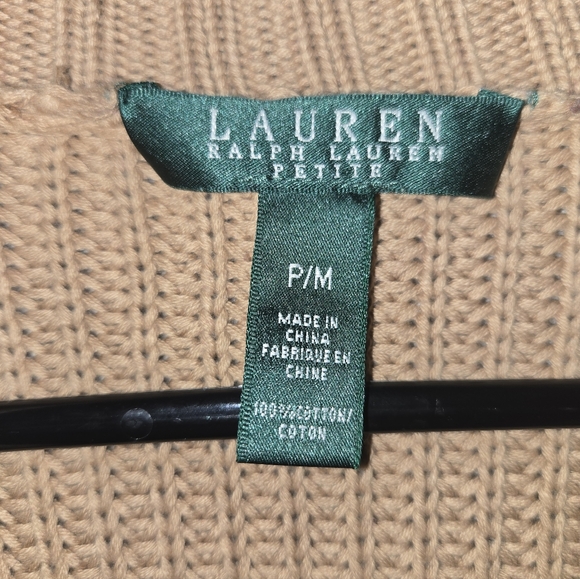 LAUREN
RALPH LAUREN
PETITE
P/M
MADE IN
CHINA
FABRIQUE EN
CHINE
100%COTTON/
COTON